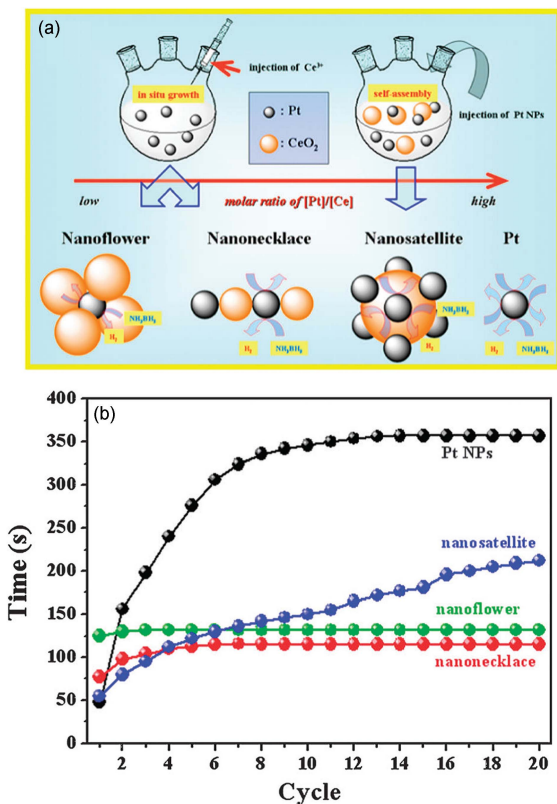 (a)
injection of Ce³⁺
in situ growth
self-assembly
injection of Pt NPs
: Pt
: CeO₂
low
molar ratio of [Pt]/[Ce]
high
Nanoflower
Nanonecklace
Nanosatellite
Pt
NH₃BH₃
H₂
H₂
NH₃BH₃
NH₃BH₃
H₂
H₂
NH₃BH₃
(b)
400
350
300
250
200
150
100
50
0
Time (s)
Pt NPs
nanosatellite
nanoflower
nanonecklace
2
4
6
8
10
12
14
16
18
20
Cycle